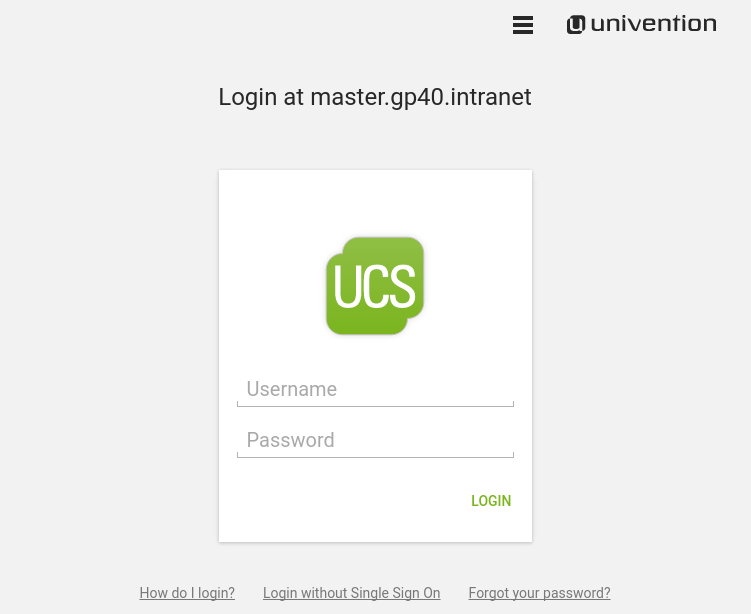 univention
Login at master.gp40.intranet
UCS
Username
Password
LOGIN
How do I login? Login without Single Sign On Forgot your password?